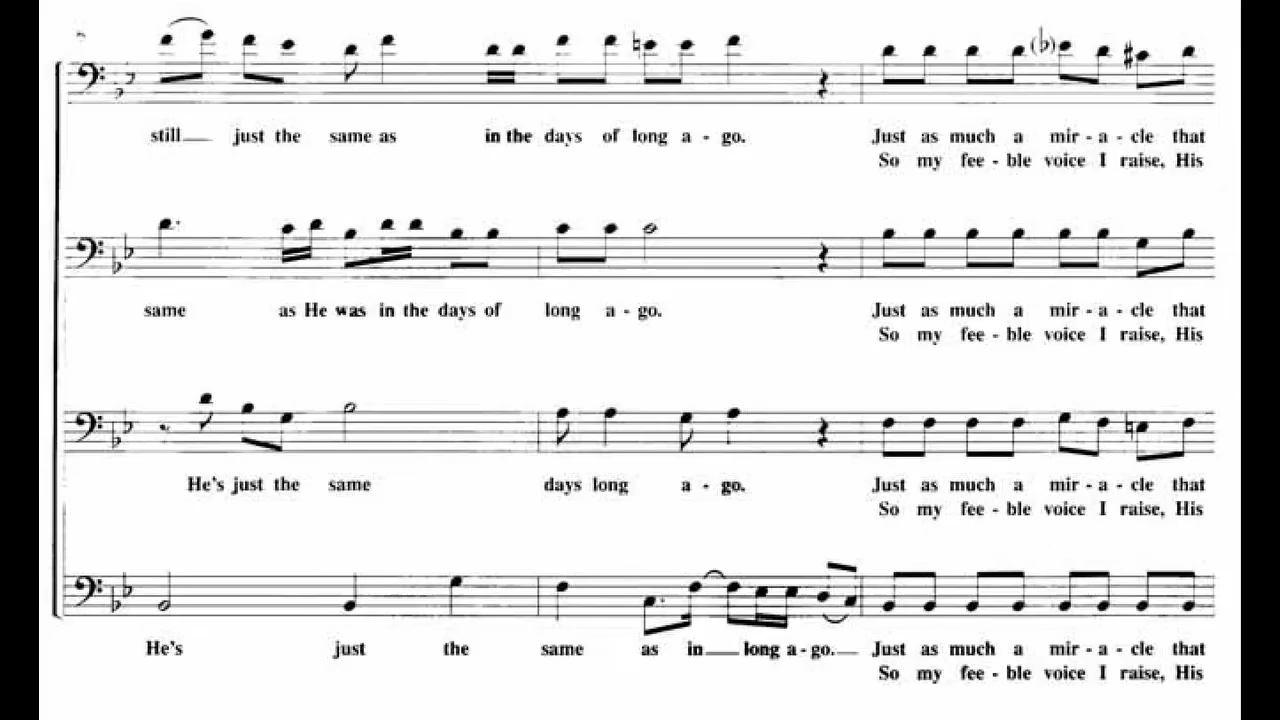 still__ just the same as in the days of long a - go. Just as much a mir - a - cle that
So my fee - ble voice I raise, His
same as He was in the days of long a - go. Just as much a mir - a - cle that
So my fee - ble voice I raise, His
He's just the same days long a - go. Just as much a mir - a - cle that
So my fee - ble voice I raise, His
He's just the same as in__ long a - go.__ Just as much a mir - a - cle that
So my fee - ble voice I raise, His